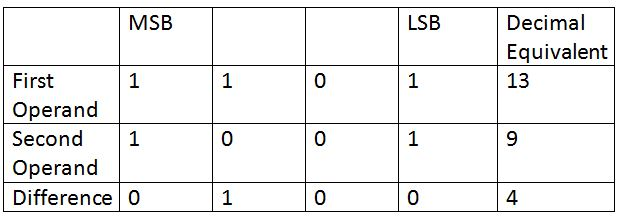 MSB LSB Decimal
Equivalent
First
Operand 1 1 0 1 13
Second
Operand 1 0 0 1 9
Difference 0 1 0 0 4